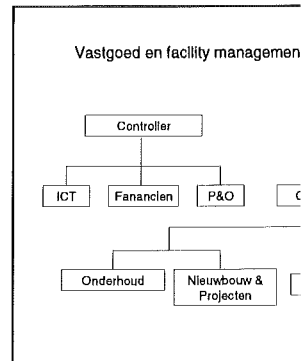 Vastgoed en facility managemen
Controller
ICT
Fananclen
P&O
Onderhoud
Nieuwbouw &
Projecten